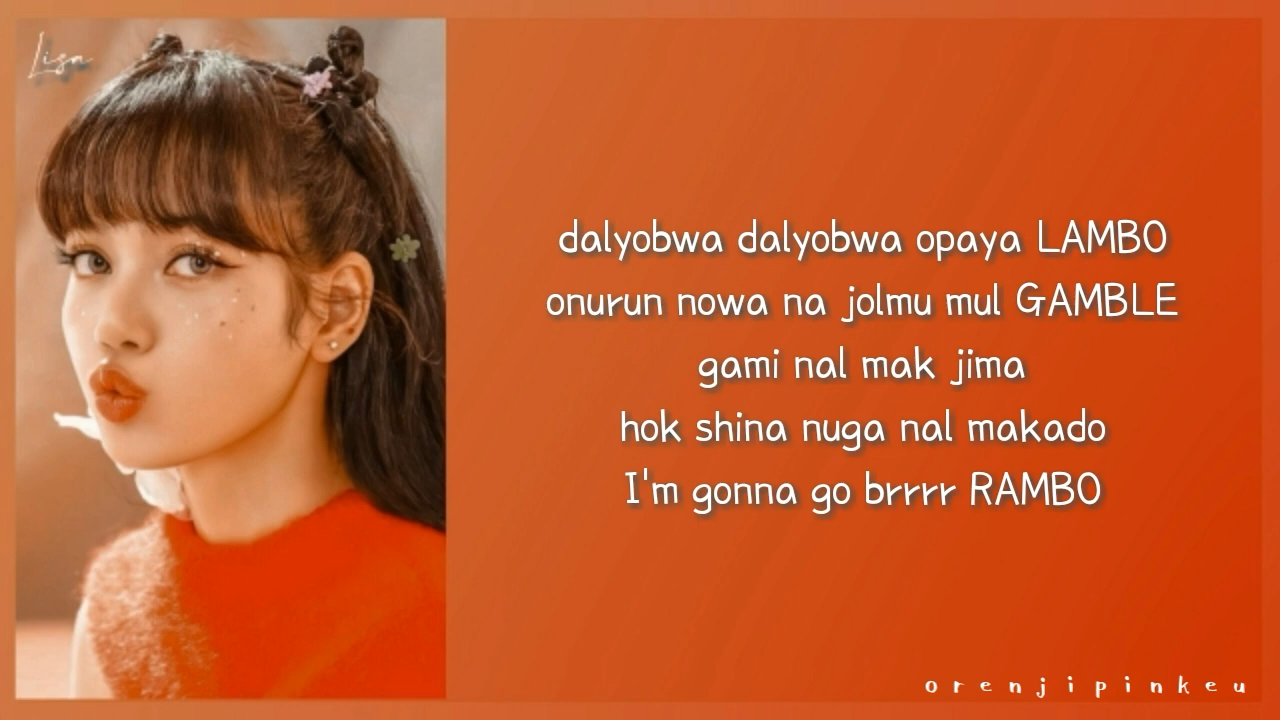 Lisa
dalyobwa dalyobwa opaya LAMBO
onurun nowa na jolmu mul GAMBLE
gami nal mak jima
hok shina nuga nal makado
I'm gonna go brrrr RAMBO
orenjipinkeu